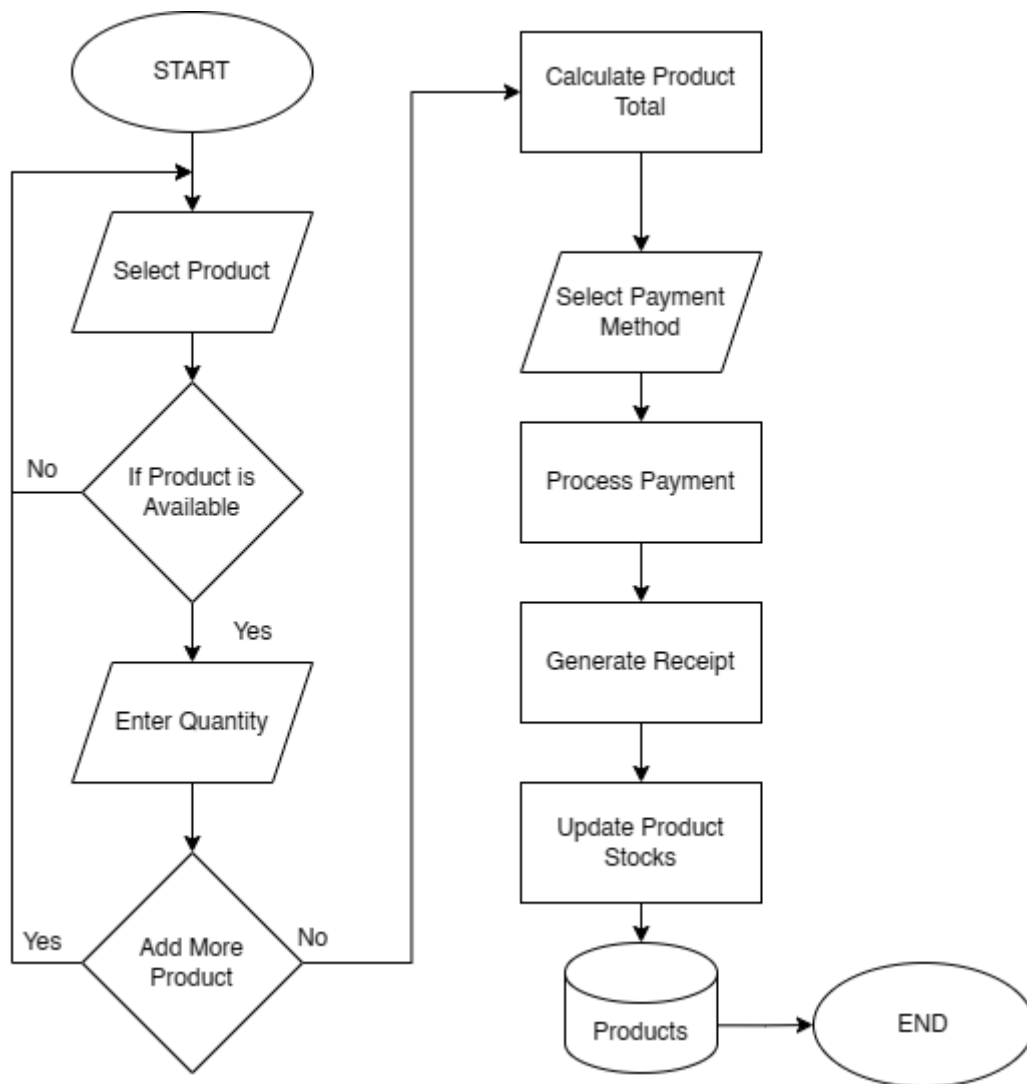 START
Select Product
No
If Product is
Available
Yes
Enter Quantity
Yes
Add More
Product
No
Calculate Product
Total
Select Payment
Method
Process Payment
Generate Receipt
Update Product
Stocks
Products
END